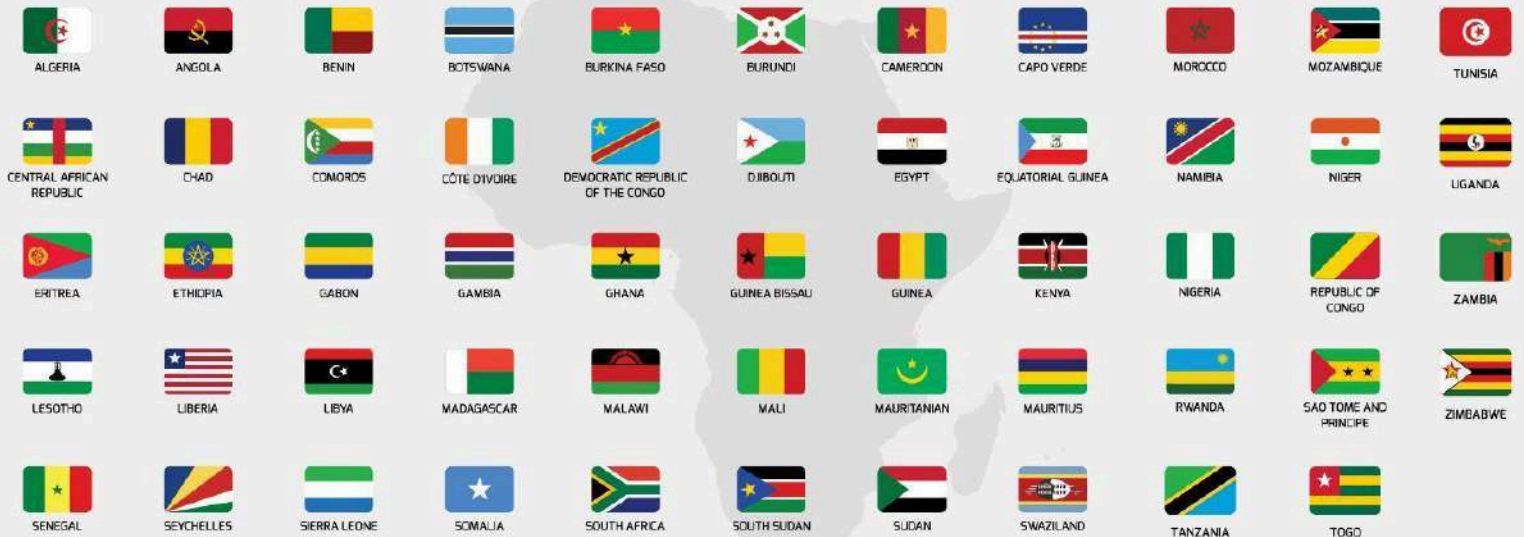 ALGERIA
ANGOLA
BENIN
BOTSWANA
BURKINA FASO
BURUNDI
CAMEROON
CAPO VERDE
MOROCCO
MOZAMBIQUE
TUNISIA
CENTRAL AFRICAN
REPUBLIC
CHAD
COMOROS
CÔTE D'IVOIRE
DEMOCRATIC REPUBLIC
OF THE CONGO
DJIBOUTI
EGYPT
EQUATORIAL GUINEA
NAMIBIA
NIGER
UGANDA
ERITREA
ETHIOPIA
GABON
GAMBIA
GHANA
GUINEA BISSAU
GUINEA
KENYA
NIGERIA
REPUBLIC OF
CONGO
ZAMBIA
LESOTHO
LIBERIA
LIBYA
MADAGASCAR
MALAWI
MALI
MAURITANIAN
MAURITIUS
RWANDA
SAO TOME AND
PRINCIPE
ZIMBABWE
SENEGAL
SEYCHELLES
SIERRA LEONE
SOMALIA
SOUTH AFRICA
SOUTH SUDAN
SUDAN
SWAZILAND
TANZANIA
TOGO